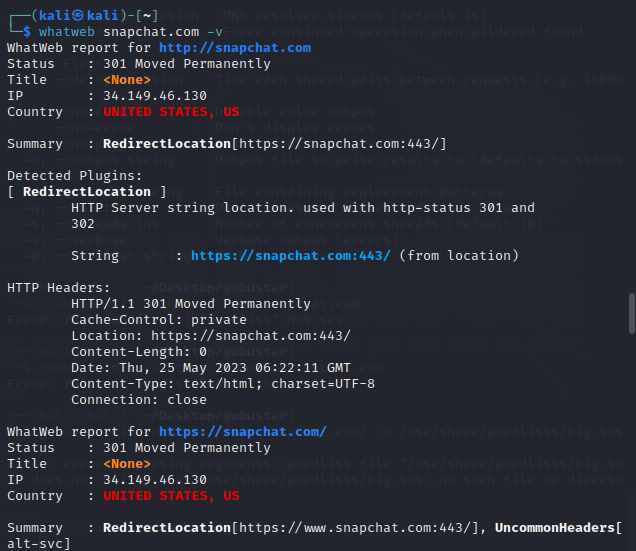 ┌──(kali㉿kali)-[~]
└─$ whatweb snapchat.com -v
WhatWeb report for http://snapchat.com
Status    : 301 Moved Permanently
Title     : <None>
IP        : 34.149.46.130
Country   : UNITED STATES, US

Summary   : RedirectLocation[https://snapchat.com:443/]

Detected Plugins:
[ RedirectLocation ]
        HTTP Server string location. used with http-status 301 and
        302

        String       : https://snapchat.com:443/ (from location)

HTTP Headers:
        HTTP/1.1 301 Moved Permanently
        Cache-Control: private
        Location: https://snapchat.com:443/
        Content-Length: 0
        Date: Thu, 25 May 2023 06:22:11 GMT
        Content-Type: text/html; charset=UTF-8
        Connection: close

WhatWeb report for https://snapchat.com/
Status    : 301 Moved Permanently
Title     : <None>
IP        : 34.149.46.130
Country   : UNITED STATES, US

Summary   : RedirectLocation[https://www.snapchat.com:443/], UncommonHeaders[
alt-svc]